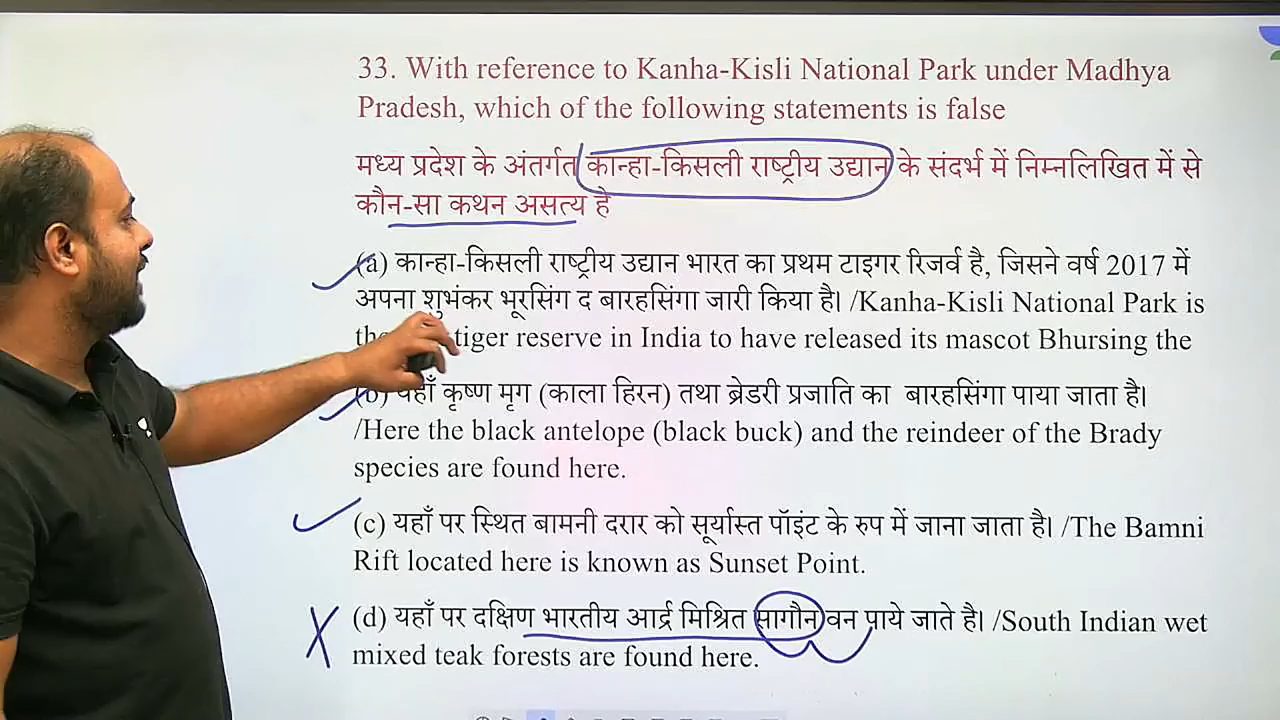 33. With reference to Kanha-Kisli National Park under Madhya
Pradesh, which of the following statements is false
मध्य प्रदेश के अंतर्गत कान्हा-किसली राष्ट्रीय उद्यान के संदर्भ में निम्नलिखित में से
कौन-सा कथन असत्य है
(a) कान्हा-किसली राष्ट्रीय उद्यान भारत का प्रथम टाइगर रिजर्व है, जिसने वर्ष 2017 में
अपना शुभंकर भूरसिंग द बारहसिंगा जारी किया है। /Kanha-Kisli National Park is
tiger reserve in India to have released its mascot Bhursing the
(b) यहाँ कृष्ण मृग (काला हिरन) तथा ब्रेडरी प्रजाति का बारहसिंगा पाया जाता है।
/Here the black antelope (black buck) and the reindeer of the Brady
species are found here.
(c) यहाँ पर स्थित बामनी दरार को सूर्यास्त पॉइंट के रुप में जाना जाता है। /The Bamni
Rift located here is known as Sunset Point.
(d) यहाँ पर दक्षिण भारतीय आर्द्र मिश्रित सागौन वन प्राये जाते है। /South Indian wet
mixed teak forests are found here.